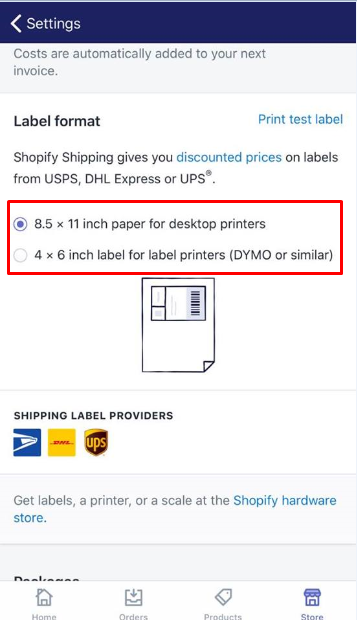 Settings
Costs are automatically added to your next
invoice.
Label format
Print test label
Shopify Shipping gives you discounted prices on labels
from USPS, DHL Express or UPS®.
8.5 × 11 inch paper for desktop printers
4 × 6 inch label for label printers (DYMO or similar)
SHIPPING LABEL PROVIDERS
DHL
ups
Get labels, a printer, or a scale at the Shopify hardware
store.
Packages
Home
Orders
Products
Store